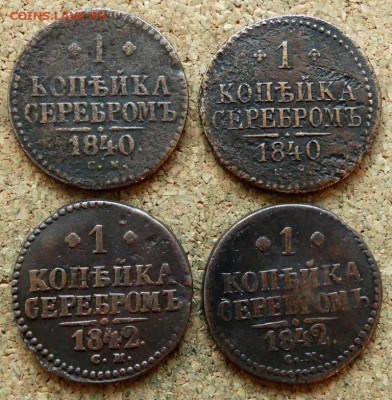 COINS.LAVE.RU
1
КОПѢЙКА
СЕРЕБРОМЪ
1840.
С. М.
1
КОПѢЙКА
СЕРЕБРОМЪ
1840
1
КОПѢЙКА
СЕРЕБРОМЪ
1842.
С. М.
1
КОПѢЙКА
СЕРЕБРОМЪ
1842.
С. М.